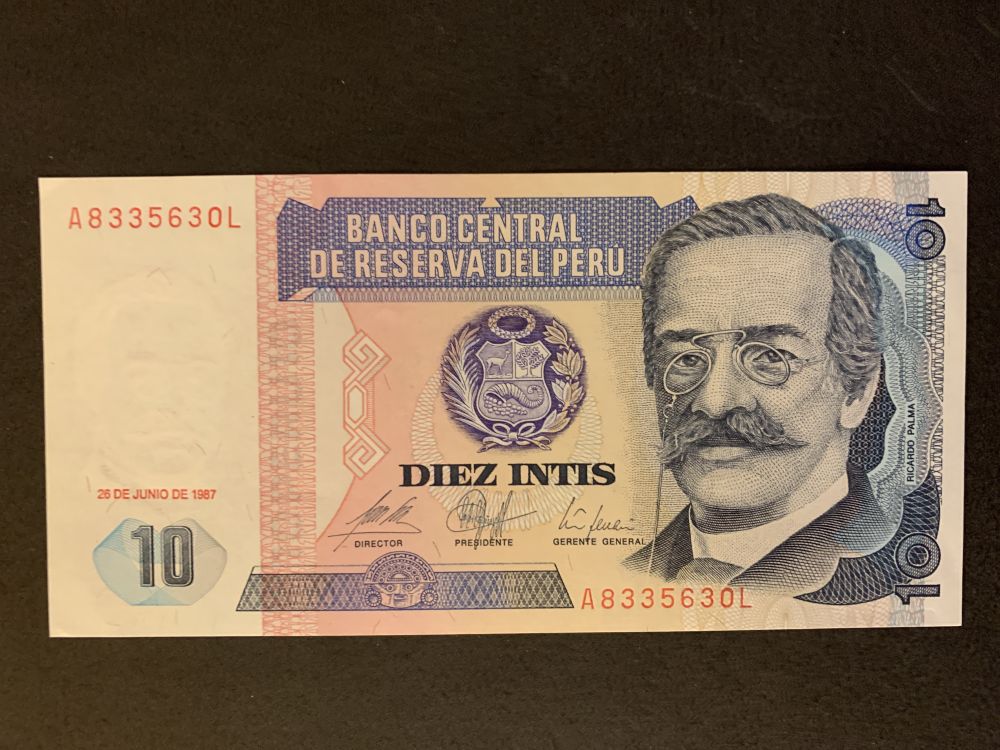 A8335630L
BANCO CENTRAL
DE RESERVA DEL PERU
10
DIEZ INTIS
RICARDO PALMA
26 DE JUNIO DE 1987
10
DIRECTOR PRESIDENTE GERENTE GENERAL
A8335630L
10